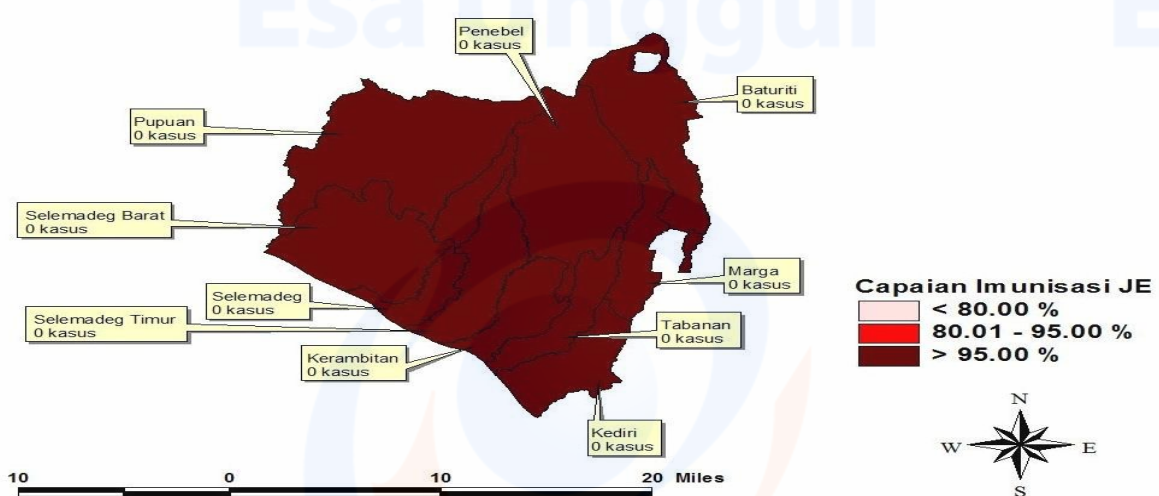 Esa Unggul
E
Penebel
0 kasus
Baturiti
0 kasus
Pupuan
0 kasus
Selemadeg Barat
0 kasus
Marga
0 kasus
Selemadeg
0 kasus
Selemadeg Timur
0 kasus
Tabanan
0 kasus
Kerambitan
0 kasus
Kediri
0 kasus
Capaian Imunisasi JE
< 80.00 %
80.01 - 95.00 %
> 95.00 %
N
W E
S
10 0 10 20 Miles